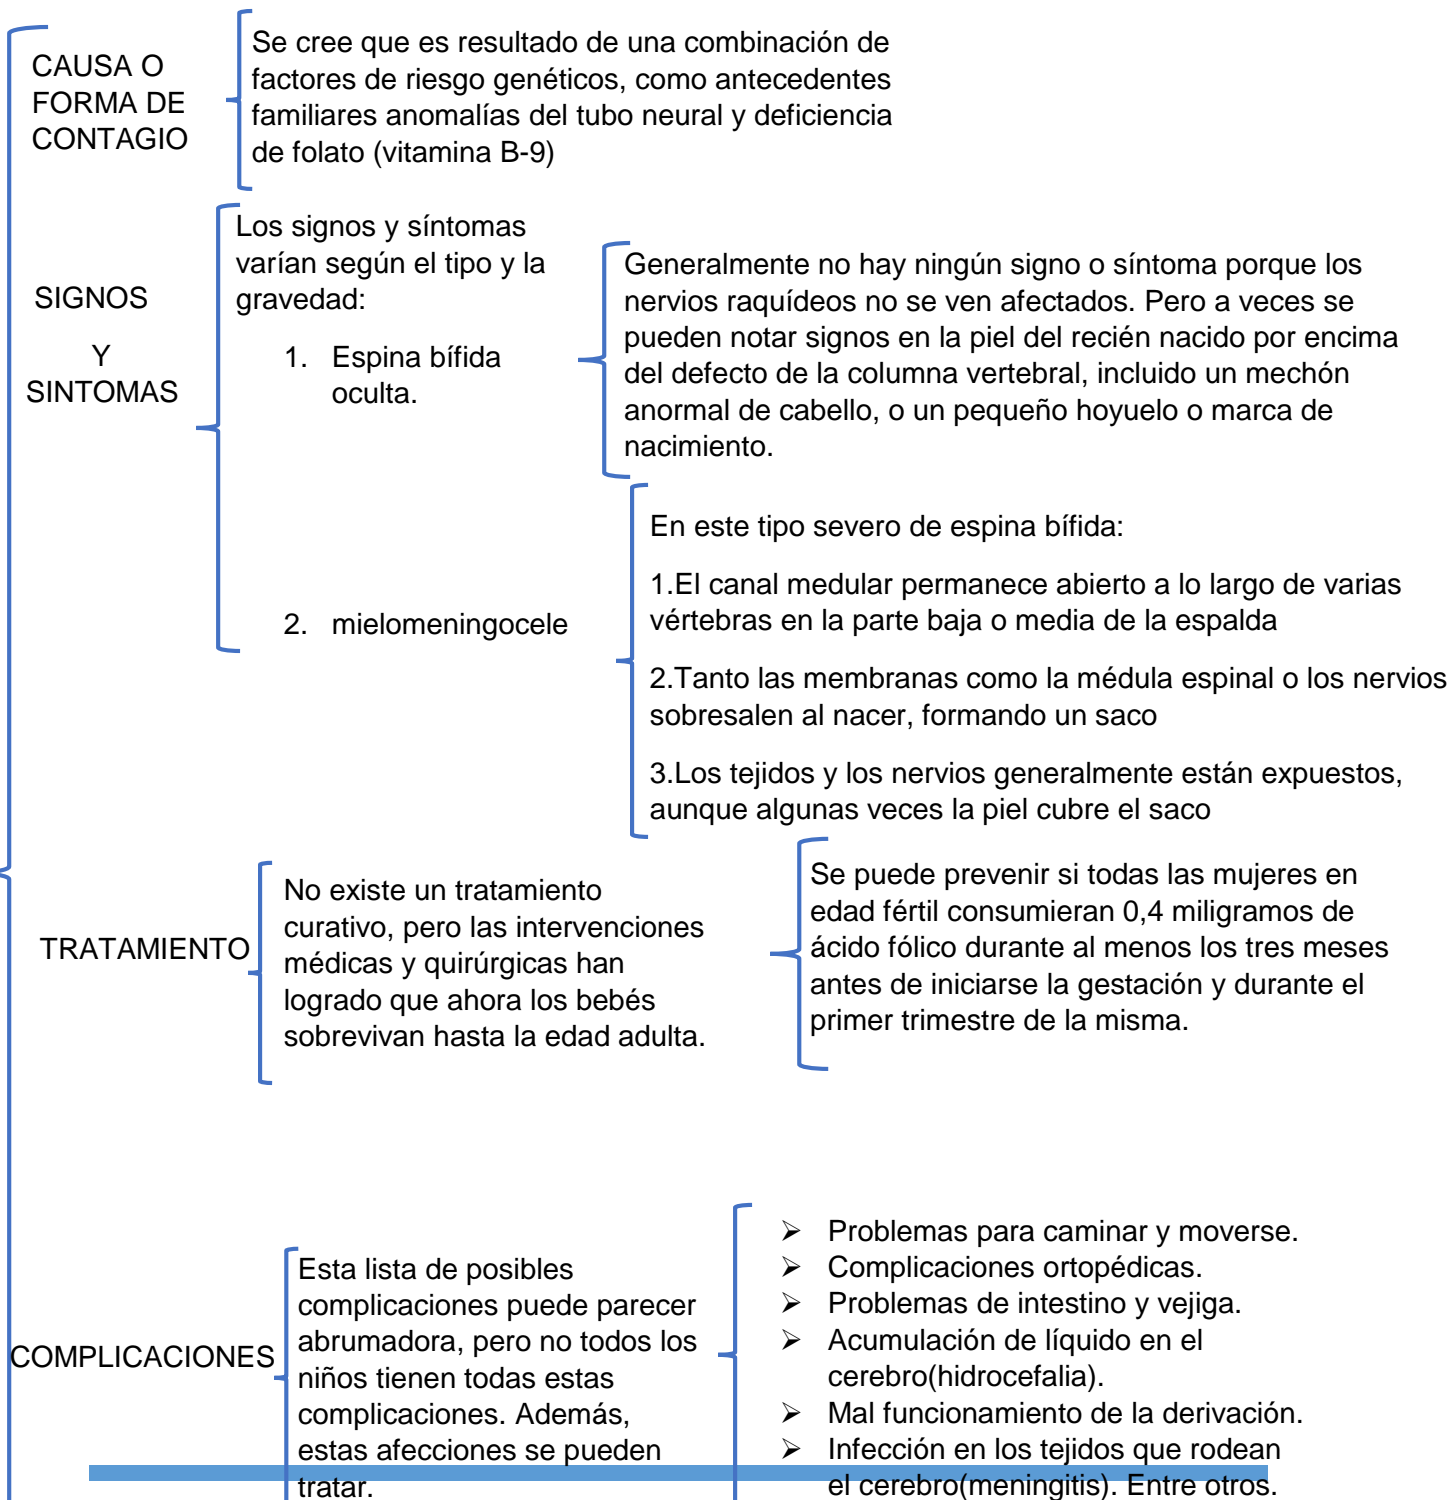 CAUSA O
FORMA DE
CONTAGIO
Se cree que es resultado de una combinación de
factores de riesgo genéticos, como antecedentes
familiares anomalías del tubo neural y deficiencia
de folato (vitamina B-9)
SIGNOS
Y
SINTOMAS
Los signos y síntomas
varían según el tipo y la
gravedad:
1. Espina bífida
oculta.
Generalmente no hay ningún signo o síntoma porque los
nervios raquídeos no se ven afectados. Pero a veces se
pueden notar signos en la piel del recién nacido por encima
del defecto de la columna vertebral, incluido un mechón
anormal de cabello, o un pequeño hoyuelo o marca de
nacimiento.
2. mielomeningocele
En este tipo severo de espina bífida:
1.El canal medular permanece abierto a lo largo de varias
vértebras en la parte baja o media de la espalda
2.Tanto las membranas como la médula espinal o los nervios
sobresalen al nacer, formando un saco
3.Los tejidos y los nervios generalmente están expuestos,
aunque algunas veces la piel cubre el saco
TRATAMIENTO
No existe un tratamiento
curativo, pero las intervenciones
médicas y quirúrgicas han
logrado que ahora los bebés
sobrevivan hasta la edad adulta.
Se puede prevenir si todas las mujeres en
edad fértil consumieran 0,4 miligramos de
ácido fólico durante al menos los tres meses
antes de iniciarse la gestación y durante el
primer trimestre de la misma.
COMPLICACIONES
Esta lista de posibles
complicaciones puede parecer
abrumadora, pero no todos los
niños tienen todas estas
complicaciones. Además,
estas afecciones se pueden
tratar.
➢ Problemas para caminar y moverse.
➢ Complicaciones ortopédicas.
➢ Problemas de intestino y vejiga.
➢ Acumulación de líquido en el
cerebro(hidrocefalia).
➢ Mal funcionamiento de la derivación.
➢ Infección en los tejidos que rodean
el cerebro(meningitis). Entre otros.